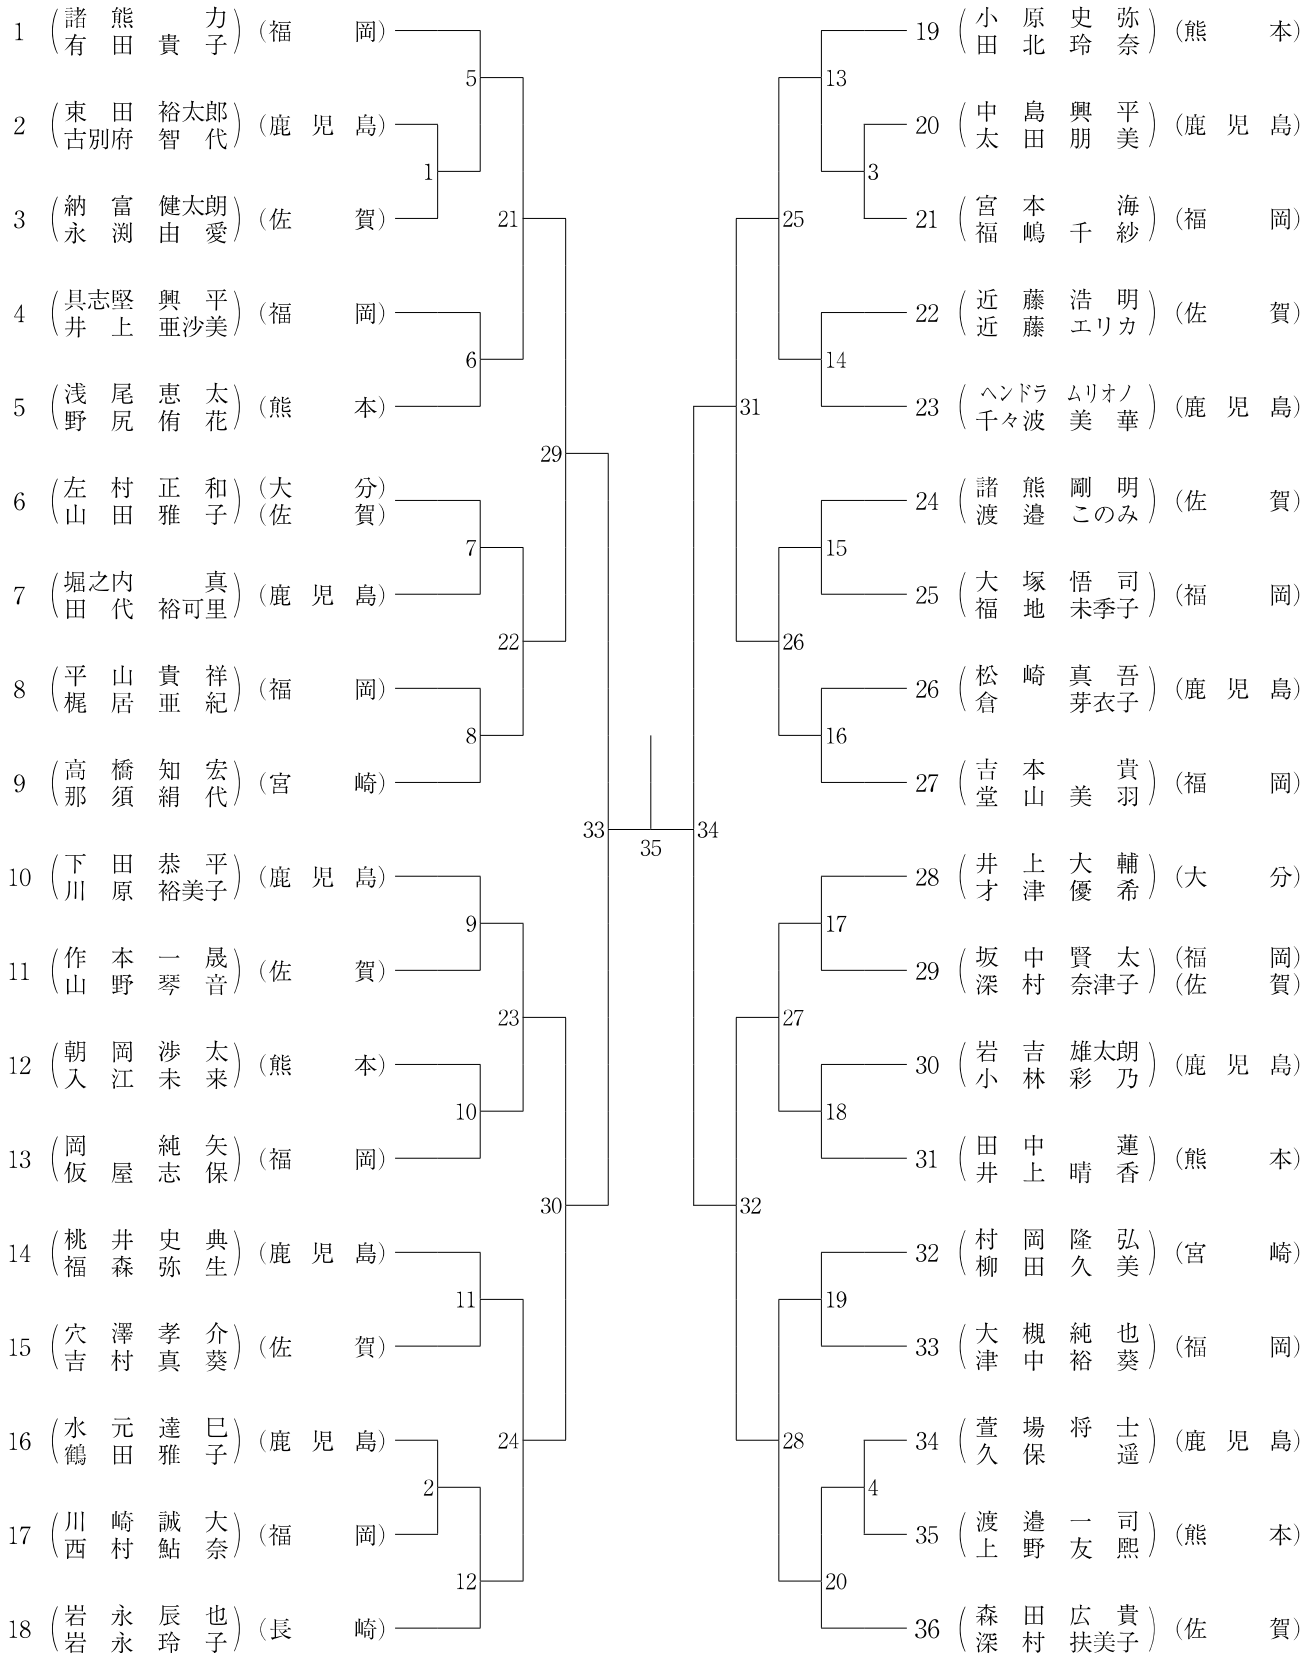 1 諸熊 力 (福岡)
有田貴子
2 東田裕太郎 (鹿児島)
古別府智代
3 納富健太朗 (佐賀)
永渕由愛
4 具志堅興平 (福岡)
井上亜沙美
5 浅尾恵太 (熊本)
野尻侑花
6 左村正和 (大分)
山田雅子 (佐賀)
7 堀之内 真 (鹿児島)
田代裕可里
8 平山貴祥 (福岡)
梶居亜紀
9 高橋知宏 (宮崎)
那須絹代
10 下田恭平 (鹿児島)
川原裕美子
11 作本一晟 (佐賀)
山野琴音
12 朝岡渉太 (熊本)
入江未来
13 岡 純矢 (福岡)
仮屋志保
14 桃井史典 (鹿児島)
福森弥生
15 穴澤孝介 (佐賀)
吉村真葵
16 水元達巳 (鹿児島)
鶴田雅子
17 川崎誠大 (福岡)
西村鮎奈
18 岩永辰也 (長崎)
岩永玲子
1
2
5
6
7
8
9
10
11
12
21
22
23
24
29
30
33
35
34
31
32
25
26
27
28
13
14
15
16
17
18
19
20
3
4
19 小原史弥 (熊本)
田北玲奈
20 中島興平 (鹿児島)
太田朋美
21 宮本 海 (福岡)
福嶋千紗
22 近藤浩明 (佐賀)
近藤エリカ
23 ヘンドラ ムリオノ (鹿児島)
千々波美華
24 諸熊剛明 (佐賀)
渡邉このみ
25 大塚悟司 (福岡)
福地未季子
26 松崎真吾 (鹿児島)
倉 芽衣子
27 吉本 貴 (福岡)
堂山美羽
28 井上大輔 (大分)
才津優希
29 坂中賢太 (福岡)
深村奈津子 (佐賀)
30 岩吉雄太朗 (鹿児島)
小林彩乃
31 田中 蓮 (熊本)
井上晴香
32 村岡隆弘 (宮崎)
柳田久美
33 大槻純也 (福岡)
津中裕葵
34 萱場将士 (鹿児島)
久保 遥
35 渡邉一司 (熊本)
上野友熙
36 森田広貴 (佐賀)
深村扶美子